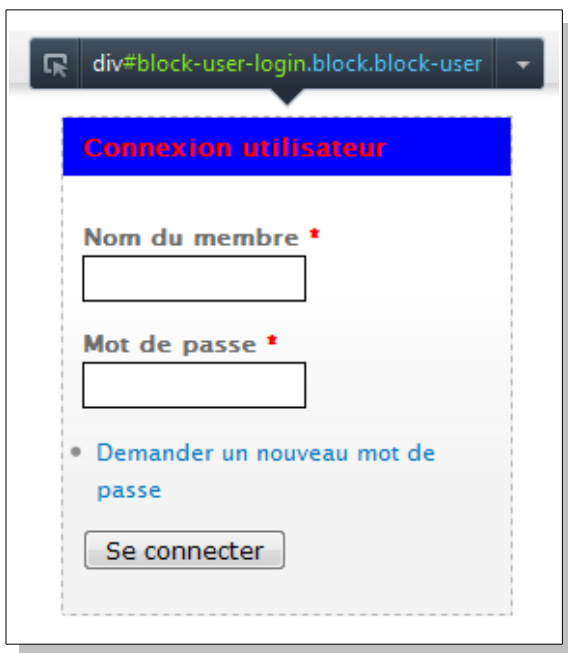 div#block-user-login.block.block-user
Connexion utilisateur
Nom du membre *
Mot de passe *
Demander un nouveau mot de
passe
Se connecter